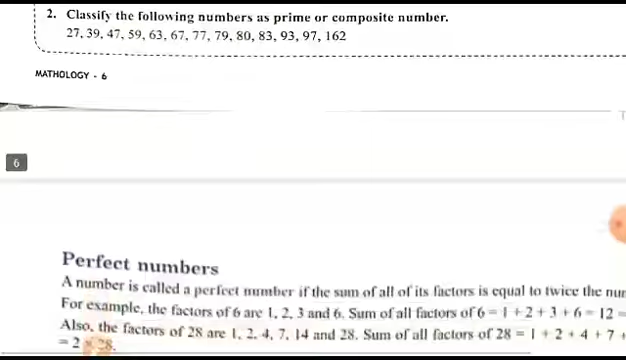 2. Classify the following numbers as prime or composite number.
27, 39, 47, 59, 63, 67, 77, 79, 80, 83, 93, 97, 162
MATHOLOGY - 6
6
Perfect numbers
A number is called a perfect number if the sum of all of its factors is equal to twice the
For example, the factors of 6 are 1, 2, 3 and 6. Sum of all factors of 6 = 1 + 2 + 3 + 6 = 12 =
Also, the factors of 28 are 1, 2, 4, 7, 14 and 28. Sum of all factors of 28 = 1 + 2 + 4 + 7 +
= 2 × 28.